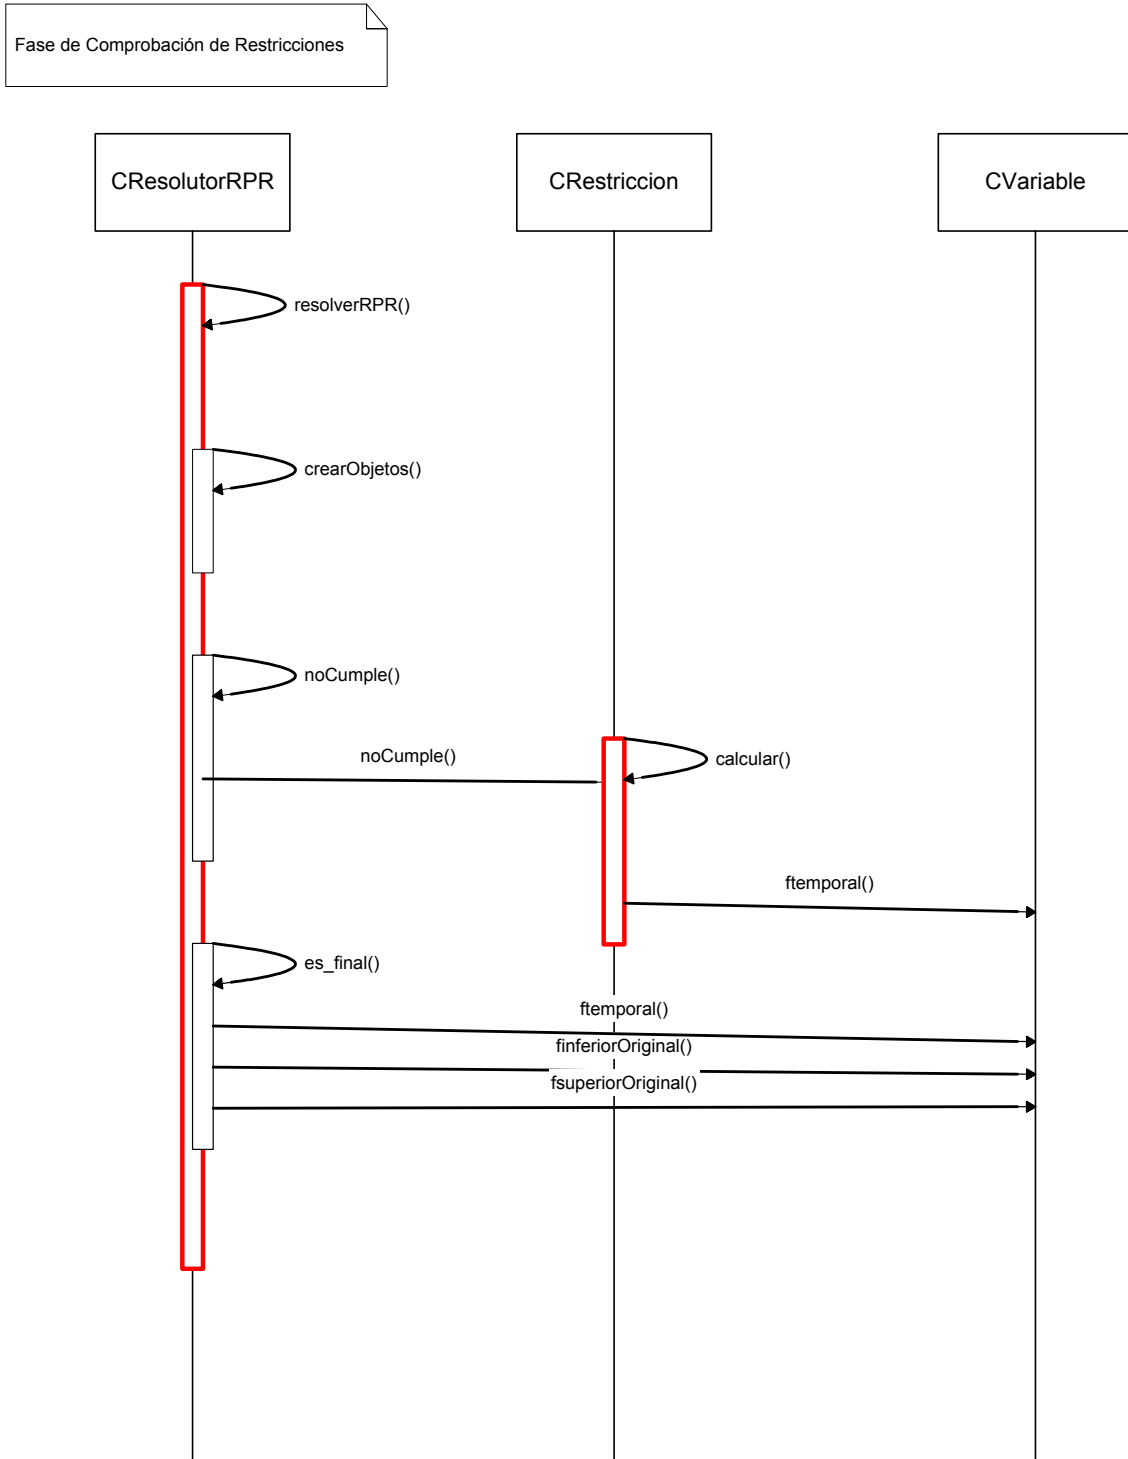 Fase de Comprobación de Restricciones
CResolutorRPR
CRestriccion
CVariable
resolverRPR()
crearObjetos()
noCumple()
noCumple()
calcular()
ftemporal()
es_final()
ftemporal()
finferiorOriginal()
fsuperiorOriginal()